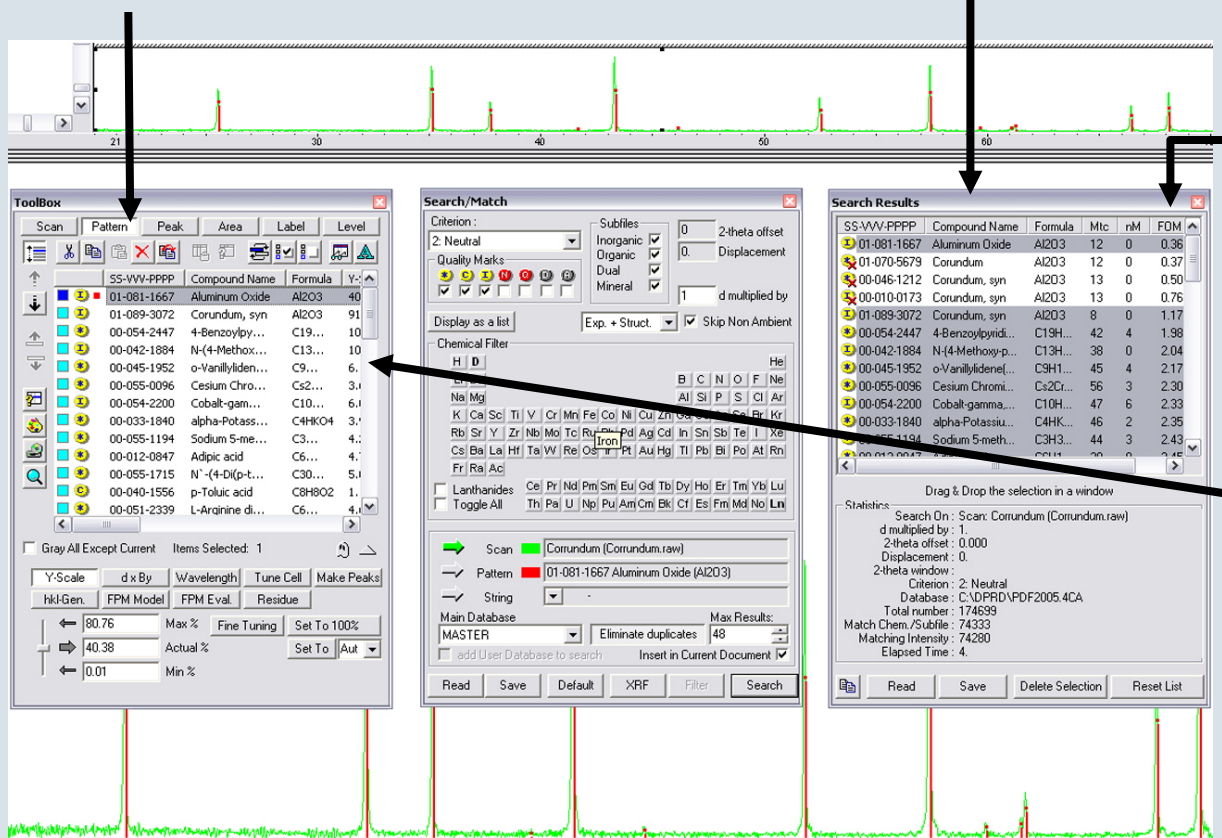 21 30 40 50 60
ToolBox
Scan Pattern Peak Area Label Level
SS-VVV-PPPP Compound Name Formula
01-081-1667 Aluminum Oxide Al2O3 40
01-089-3072 Corundum, syn Al2O3 91
00-054-2447 4-Benzoylpy... C19... 10
00-042-1884 N-(4-Methox... C13... 10
00-045-1952 o-Vanillyliden... C9... 6.
00-055-0096 Cesium Chro... Cs2... 3.
00-054-2200 Cobalt-gam... C10... 6.
00-033-1840 alpha-Potass... C4HKO4 3.
00-055-1194 Sodium 5-me... C3... 4.
00-012-0847 Adipic acid C6... 4.
00-055-1715 N`-(4-Di(p-t... C30... 5.
00-040-1556 p-Toluic acid C8H8O2 1.
00-051-2339 L-Arginine di... C6... 4.
Gray All Except Current Items Selected: 1
Y-Scale d x By Wavelength Tune Cell Make Peaks
hkl-Gen. FPM Model FPM Eval. Residue
80.76 Max % Fine Tuning Set To 100%
40.38 Actual % Set To Aut
0.01 Min %
Search/Match
Criterion :
2: Neutral
Quality Marks
Subfiles
Inorganic
Organic
Dual
Mineral
0 2-theta offset
0. Displacement
1 d multiplied by
Display as a list Exp. + Struct. Skip Non Ambient
Chemical Filter
H D He
B C N O F Ne
Na Mg Al Si P S Cl Ar
K Ca Sc Ti V Cr Mn Fe Co Ni Cu Zn Br Kr
Rb Sr Y Zr Nb Mo Tc Ru Pd Ag Cd In Sn Sb Te I Xe
Iron
Cs Ba La Hf Ta W Re Os Pt Au Hg Tl Pb Bi Po At Rn
Fr Ra Ac
Lanthanides Ce Pr Nd Pm Sm Eu Gd Tb Dy Ho Er Tm Yb Lu
Toggle All Th Pa U Np Pu Am Cm Bk Cf Es Fm Md No Ln
Scan Corrundum (Corrundum.raw)
Pattern 01-081-1667 Aluminum Oxide (Al2O3)
String -
Main Database Max Results:
MASTER Eliminate duplicates 48
add User Database to search Insert in Current Document
Read Save Default XRF Filter Search
Search Results
SS-VVV-PPPP Compound Name Formula Mtc nM FOM
01-081-1667 Aluminum Oxide Al2O3 12 0 0.36
01-070-5679 Corundum Al2O3 12 0 0.37
00-046-1212 Corundum, syn Al2O3 13 0 0.50
00-010-0173 Corundum, syn Al2O3 13 0 0.76
01-089-3072 Corundum, syn Al2O3 8 0 1.17
00-054-2447 4-Benzoylpyridi... C19H... 42 4 1.98
00-042-1884 N-(4-Methoxy-p... C13H... 38 0 2.04
00-045-1952 o-Vanillylidene(... C9H1... 45 4 2.17
00-055-0096 Cesium Chromi... Cs2Cr... 56 3 2.30
00-054-2200 Cobalt-gamma,... C10H... 47 6 2.33
00-033-1840 alpha-Potassiu... C4HK... 46 2 2.35
00-055-1194 Sodium 5-meth... C3H3... 44 3 2.43
Drag & Drop the selection in a window
Statistics
Search On : Scan: Corrundum (Corrundum.raw)
d multiplied by : 1.
2-theta offset : 0.000
Displacement : 0.
2-theta window :
Criterion : 2: Neutral
Database : C:\DPRD\PDF2005.4CA
Total number : 174699
Match Chem./Subfile : 74333
Matching Intensity : 74280
Elapsed Time : 4.
Read Save Delete Selection Reset List